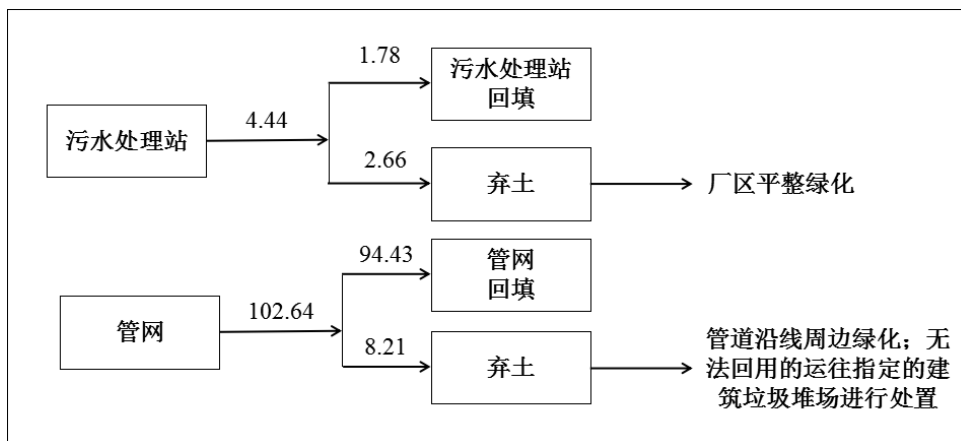 1.78
污水处理站
回填
污水处理站
4.44
2.66
弃土
厂区平整绿化
94.43
管网
回填
管网
102.64
8.21
弃土
管道沿线周边绿化；无
法回用的运往指定的建
筑垃圾堆场进行处置